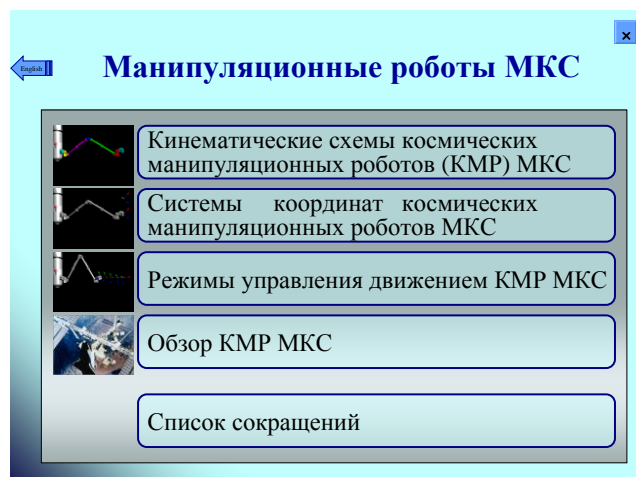 ×
English
Манипуляционные роботы МКС
Кинематические схемы космических
манипуляционных роботов (КМР) МКС
Системы координат космических
манипуляционных роботов МКС
Режимы управления движением КМР МКС
Обзор КМР МКС
Список сокращений